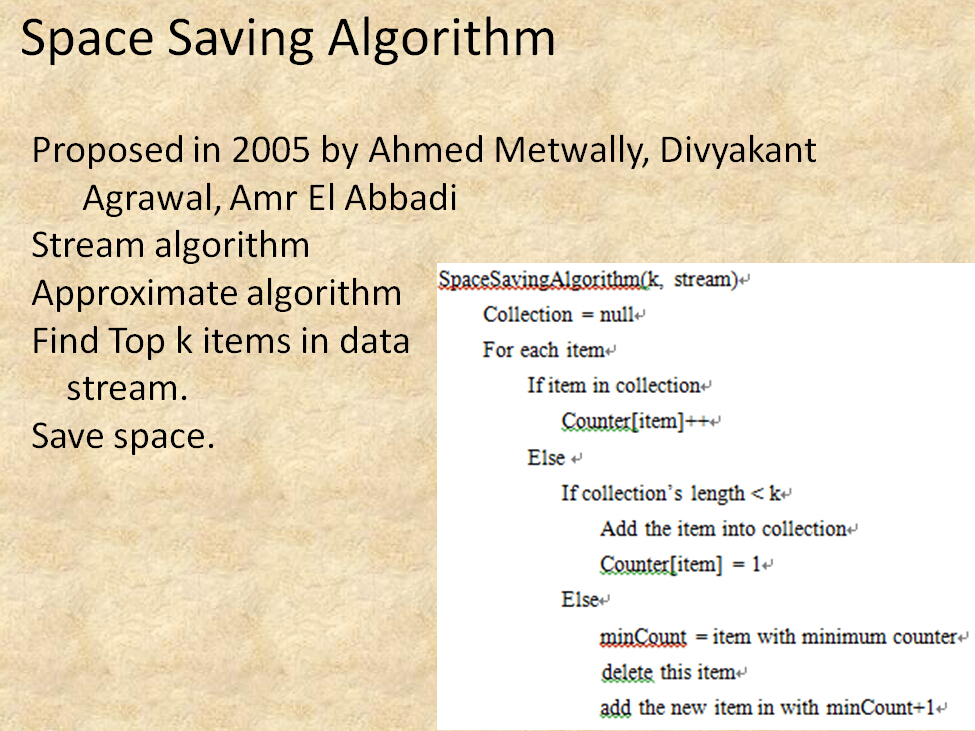 Space Saving Algorithm
Proposed in 2005 by Ahmed Metwally, Divyakant
Agrawal, Amr El Abbadi
Stream algorithm
Approximate algorithm
Find Top k items in data
stream.
Save space.
SpaceSavingAlgorithm(k, stream)↵
Collection = null↵
For each item↵
If item in collection↵
Counter[item]++↵
Else ↵
If collection’s length < k↵
Add the item into collection↵
Counter[item] = 1↵
Else↵
minCount = item with minimum counter↵
delete this item↵
add the new item in with minCount+1↵